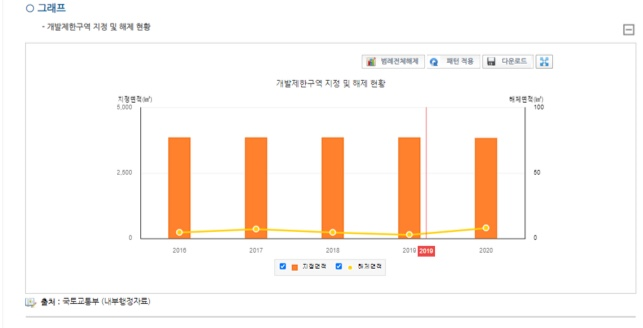 그래프
- 개발제한구역 지정 및 해제 현황
범례전체해제 패턴 적용 다운로드
개발제한구역 지정 및 해제 현황
지정면적(㎢) 해제면적(㎢)
5,000 100
2,500 50
0 0
2016 2017 2018 2019 2019 2020
지정면적 해제면적
출처 : 국토교통부 (내부행정자료)